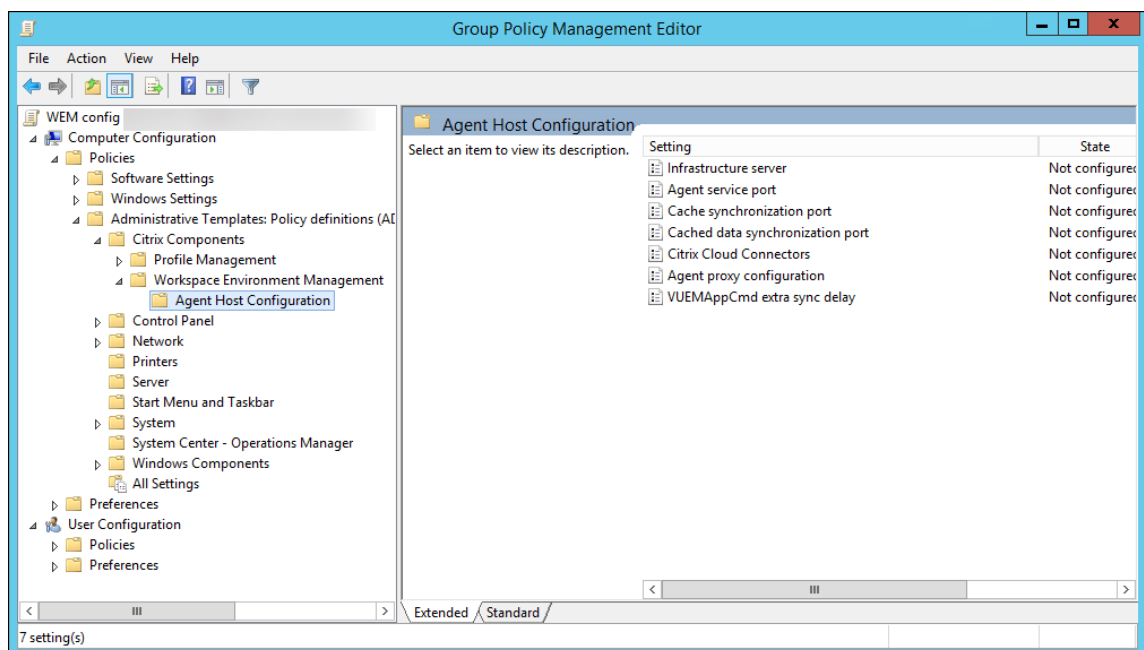 Group Policy Management Editor
File Action View Help
WEM config
Computer Configuration
Policies
Software Settings
Windows Settings
Administrative Templates: Policy definitions (AD
Citrix Components
Profile Management
Workspace Environment Management
Agent Host Configuration
Control Panel
Network
Printers
Server
Start Menu and Taskbar
System
System Center - Operations Manager
Windows Components
All Settings
Preferences
User Configuration
Policies
Preferences
Agent Host Configuration
Select an item to view its description.
Setting State
Infrastructure server Not configured
Agent service port Not configured
Cache synchronization port Not configured
Cached data synchronization port Not configured
Citrix Cloud Connectors Not configured
Agent proxy configuration Not configured
VUEMAppCmd extra sync delay Not configured
Extended Standard
7 setting(s)